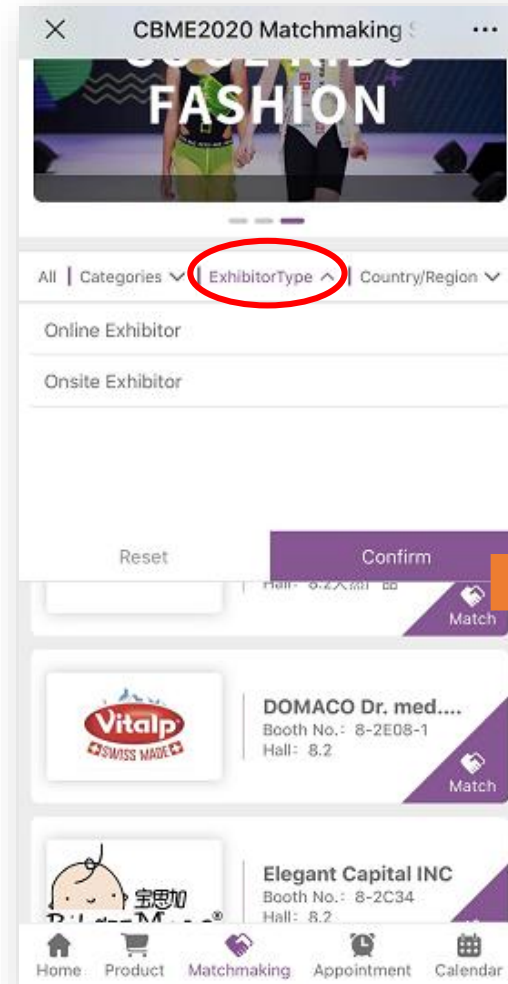 CBME2020 Matchmaking
COOL KIDS
FASHION
All | Categories | ExhibitorType | Country/Region
Online Exhibitor
Onsite Exhibitor
Reset Confirm
Match
Vitalp
SWISS MADE
DOMACO Dr. med....
Booth No.: 8-2E08-1
Hall: 8.2
Match
宝思加
Elegant Capital INC
Booth No.: 8-2C34
Hall: 8.2
Home Product Matchmaking Appointment Calendar